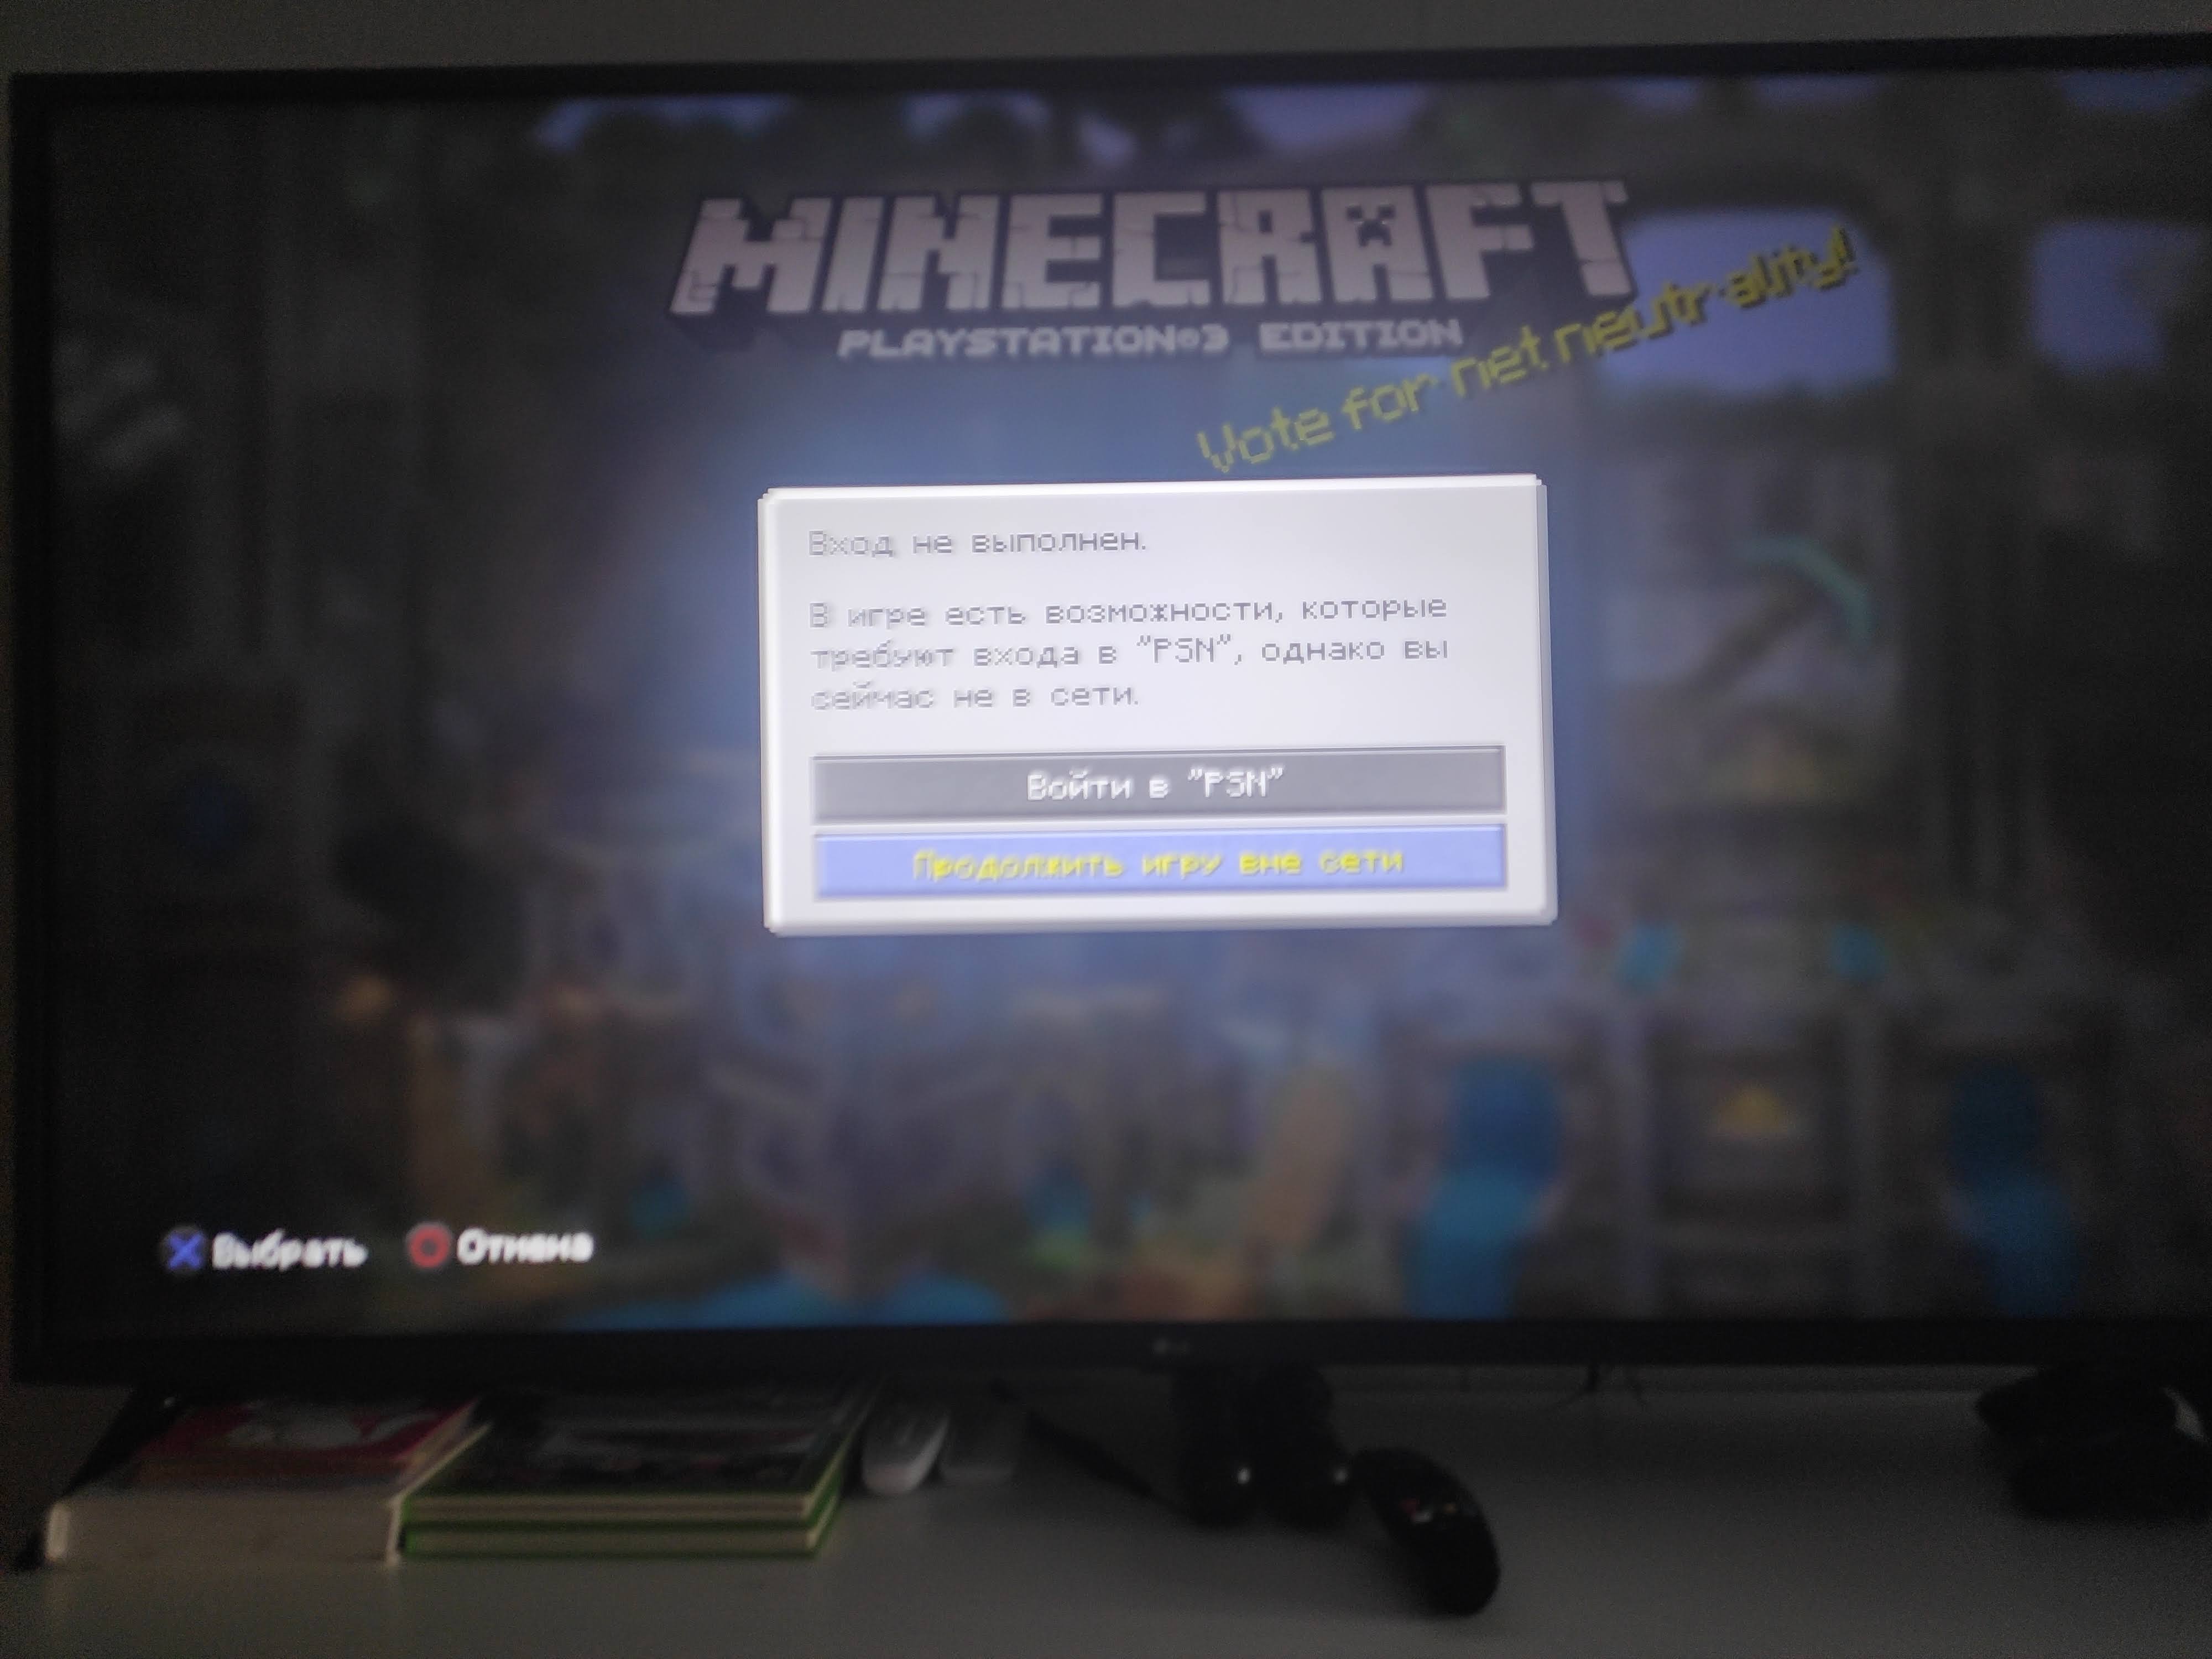 MINECRAFT
PLAYSTATION®3 EDITION
Vote for net neutrality!
Вход не выполнен.
В игре есть возможности, которые
требуют входа в "PSN", однако вы
сейчас не в сети.
Войти в "PSN"
Продолжить игру вне сети
Выбрать Отмена
LG